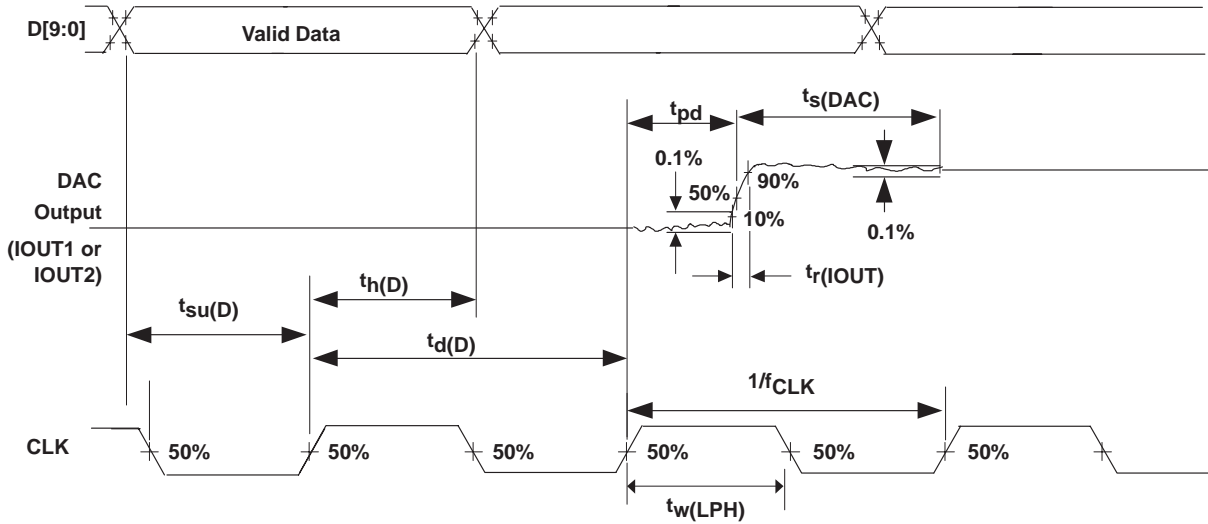 D[9:0]
Valid Data
ts(DAC)
tpd
0.1%
DAC
Output
(IOUT1 or
IOUT2)
50%
90%
10%
0.1%
tr(IOUT)
th(D)
tsu(D)
td(D)
1/fCLK
CLK
50%
50%
50%
50%
50%
50%
tw(LPH)